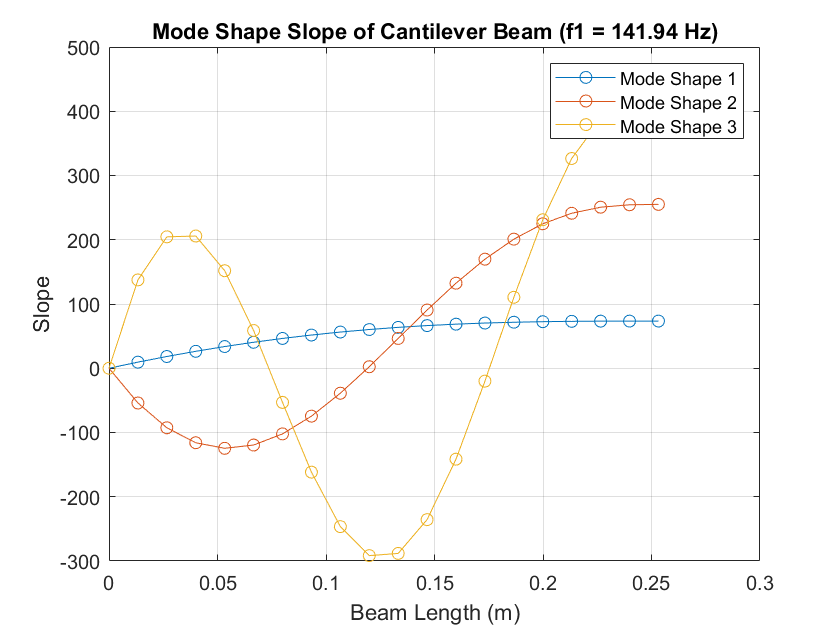 Mode Shape Slope of Cantilever Beam (f1 = 141.94 Hz)
500
400
300
200
100
0
-100
-200
-300
Slope
Mode Shape 1
Mode Shape 2
Mode Shape 3
0
0.05
0.1
0.15
0.2
0.25
0.3
Beam Length (m)